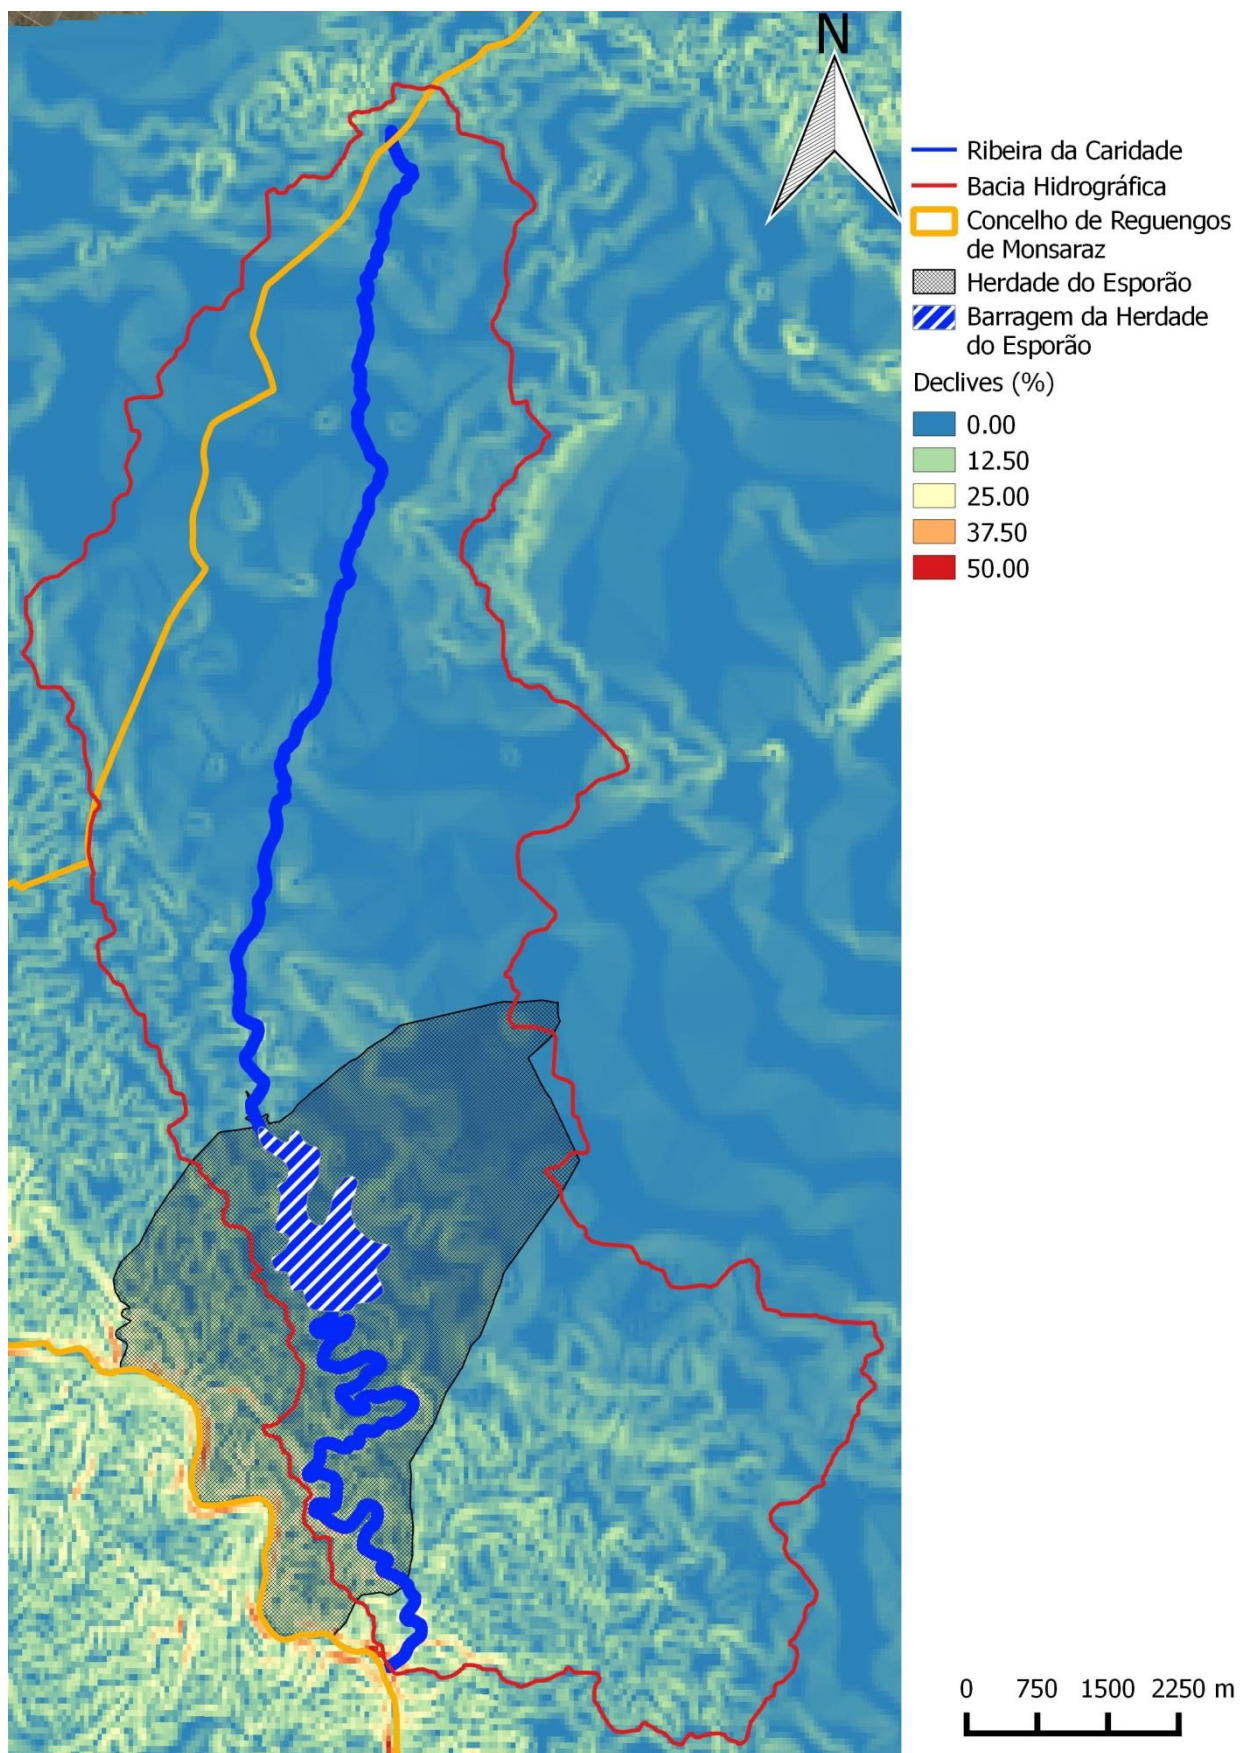 N
Ribeira da Caridade
Bacia Hidrográfica
Concelho de Reguengos
de Monsaraz
Herdade do Esporão
Barragem da Herdade
do Esporão
Declives (%)
0.00
12.50
25.00
37.50
50.00
0 750 1500 2250 m